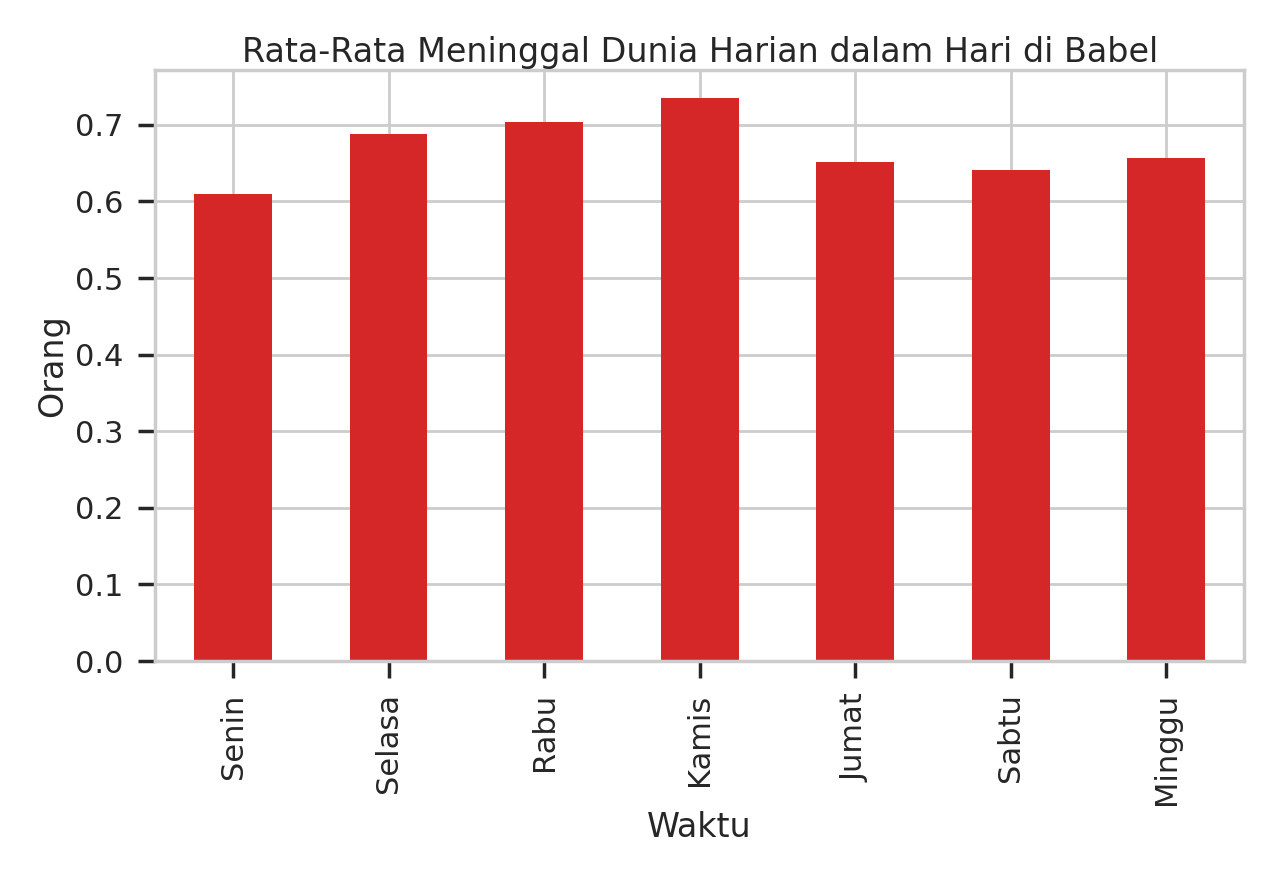 Rata-Rata Meninggal Dunia Harian dalam Hari di Babel
0.7
0.6
0.5
0.4
0.3
0.2
0.1
0.0
Orang
Senin
Selasa
Rabu
Kamis
Jumat
Sabtu
Minggu
Waktu